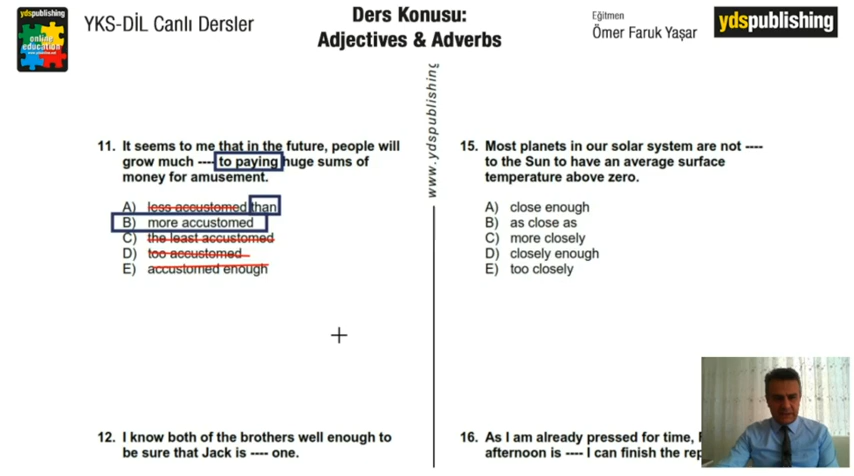 ydspublishing
online
education
YKS-DİL Canlı Dersler
Ders Konusu:
Adjectives & Adverbs
Eğitmen
Ömer Faruk Yaşar
ydspublishing
www.ydspublishing
11. It seems to me that in the future, people will
grow much ---- to paying huge sums of
money for amusement.
A) less accustomed than
B) more accustomed
C) the least accustomed
D) too accustomed
E) accustomed enough
12. I know both of the brothers well enough to
be sure that Jack is ---- one.
15. Most planets in our solar system are not ----
to the Sun to have an average surface
temperature above zero.
A) close enough
B) as close as
C) more closely
D) closely enough
E) too closely
16. As I am already pressed for time,
afternoon is ---- I can finish the